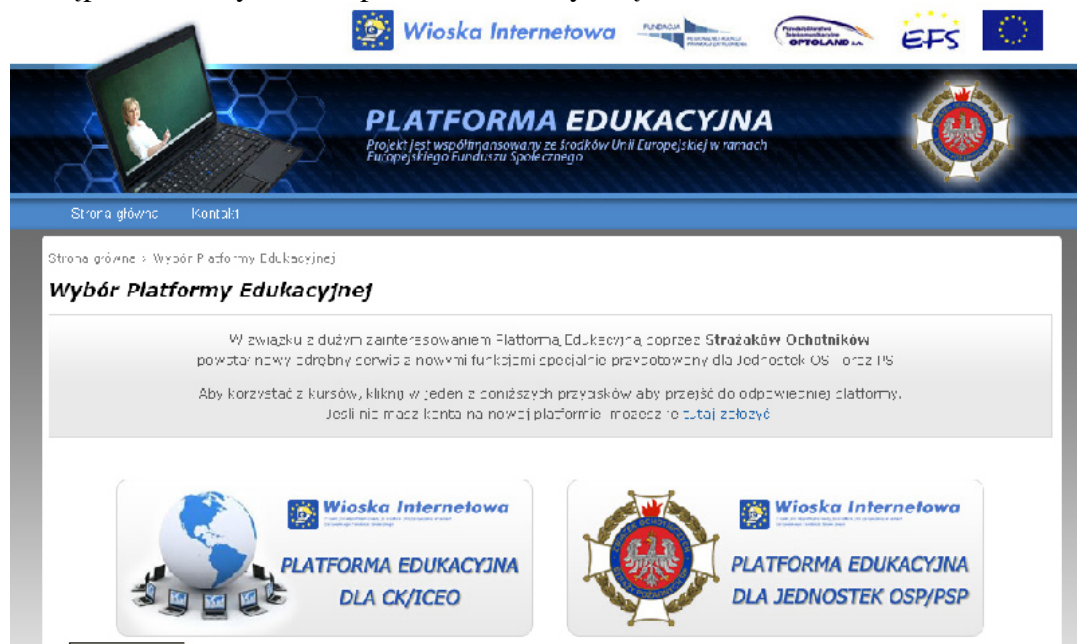 Wioska Internetowa
FUNDACJA
OPTOLAND S.A.
EFS
PLATFORMA EDUKACYJNA
Projekt jest współfinansowany ze środków Unii Europejskiej w ramach
Europejskiego Funduszu Społecznego
Strona główna Kontakt
Strona główna > Wybór Platformy Edukacyjnej
Wybór Platformy Edukacyjnej
W związku z dużym zainteresowaniem Platformą Edukacyjną poprzez Strażaków Ochotników
powstał nowy odrębny serwis z nowymi funkcjami specjalnie przygotowany dla Jednostek OSP oraz PSP
Aby korzystać z kursów, kliknij w jeden z poniższych przycisków aby przejść do odpowiedniej platformy.
Jeśli nie masz konta na nowej platformie możesz je tutaj założyć
Wioska Internetowa
PLATFORMA EDUKACYJNA
DLA CK/ICEO
Wioska Internetowa
PLATFORMA EDUKACYJNA
DLA JEDNOSTEK OSP/PSP